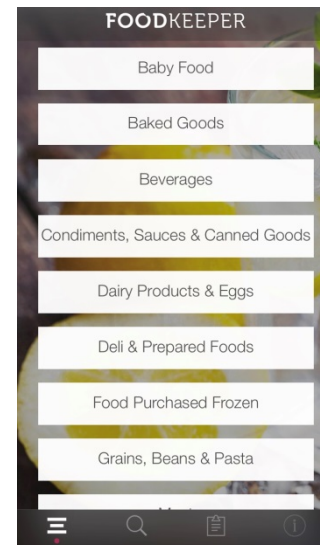 FOODKEEPER
Baby Food
Baked Goods
Beverages
Condiments, Sauces & Canned Goods
Dairy Products & Eggs
Deli & Prepared Foods
Food Purchased Frozen
Grains, Beans & Pasta